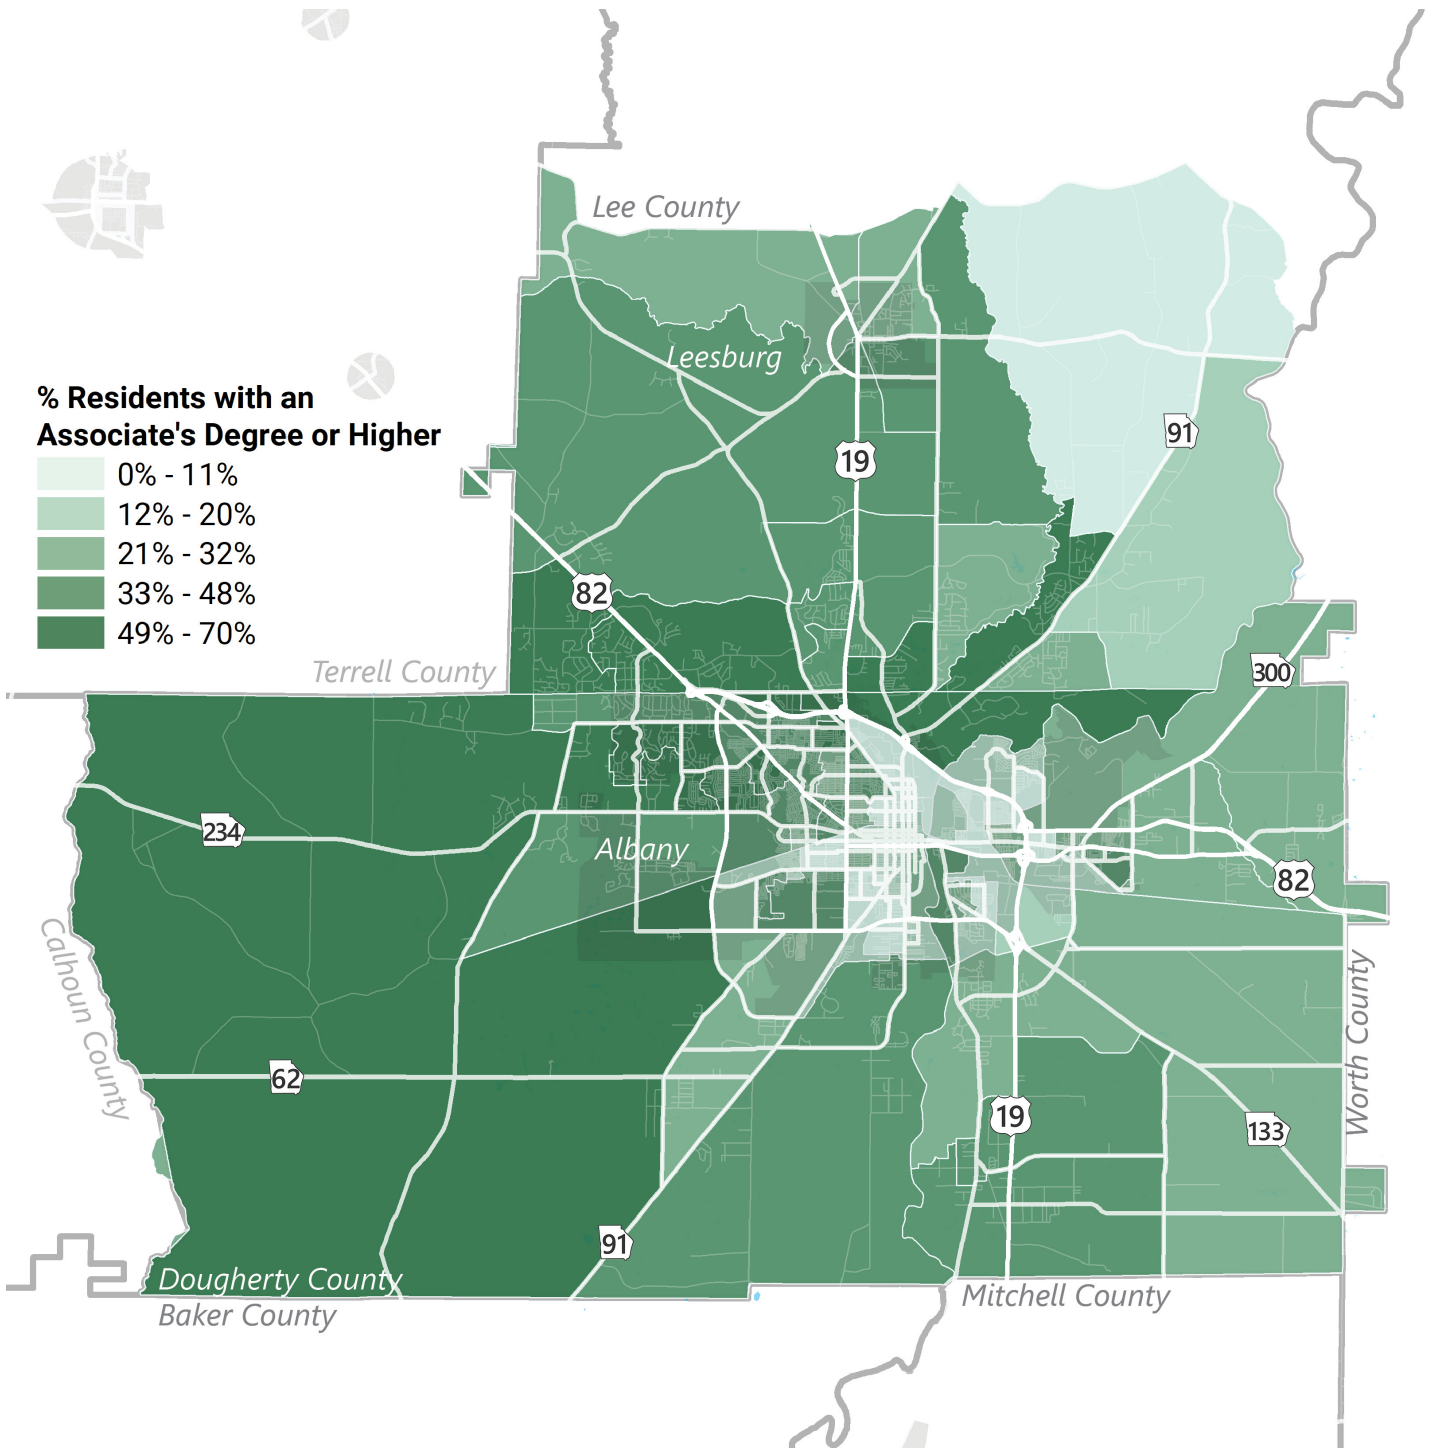 Lee County
Leesburg
% Residents with an
Associate's Degree or Higher
0% - 11%
12% - 20%
21% - 32%
33% - 48%
49% - 70%
91
19
82
Terrell County
300
234
Albany
82
Calhoun County
Worth County
62
19
133
91
Dougherty County
Baker County
Mitchell County